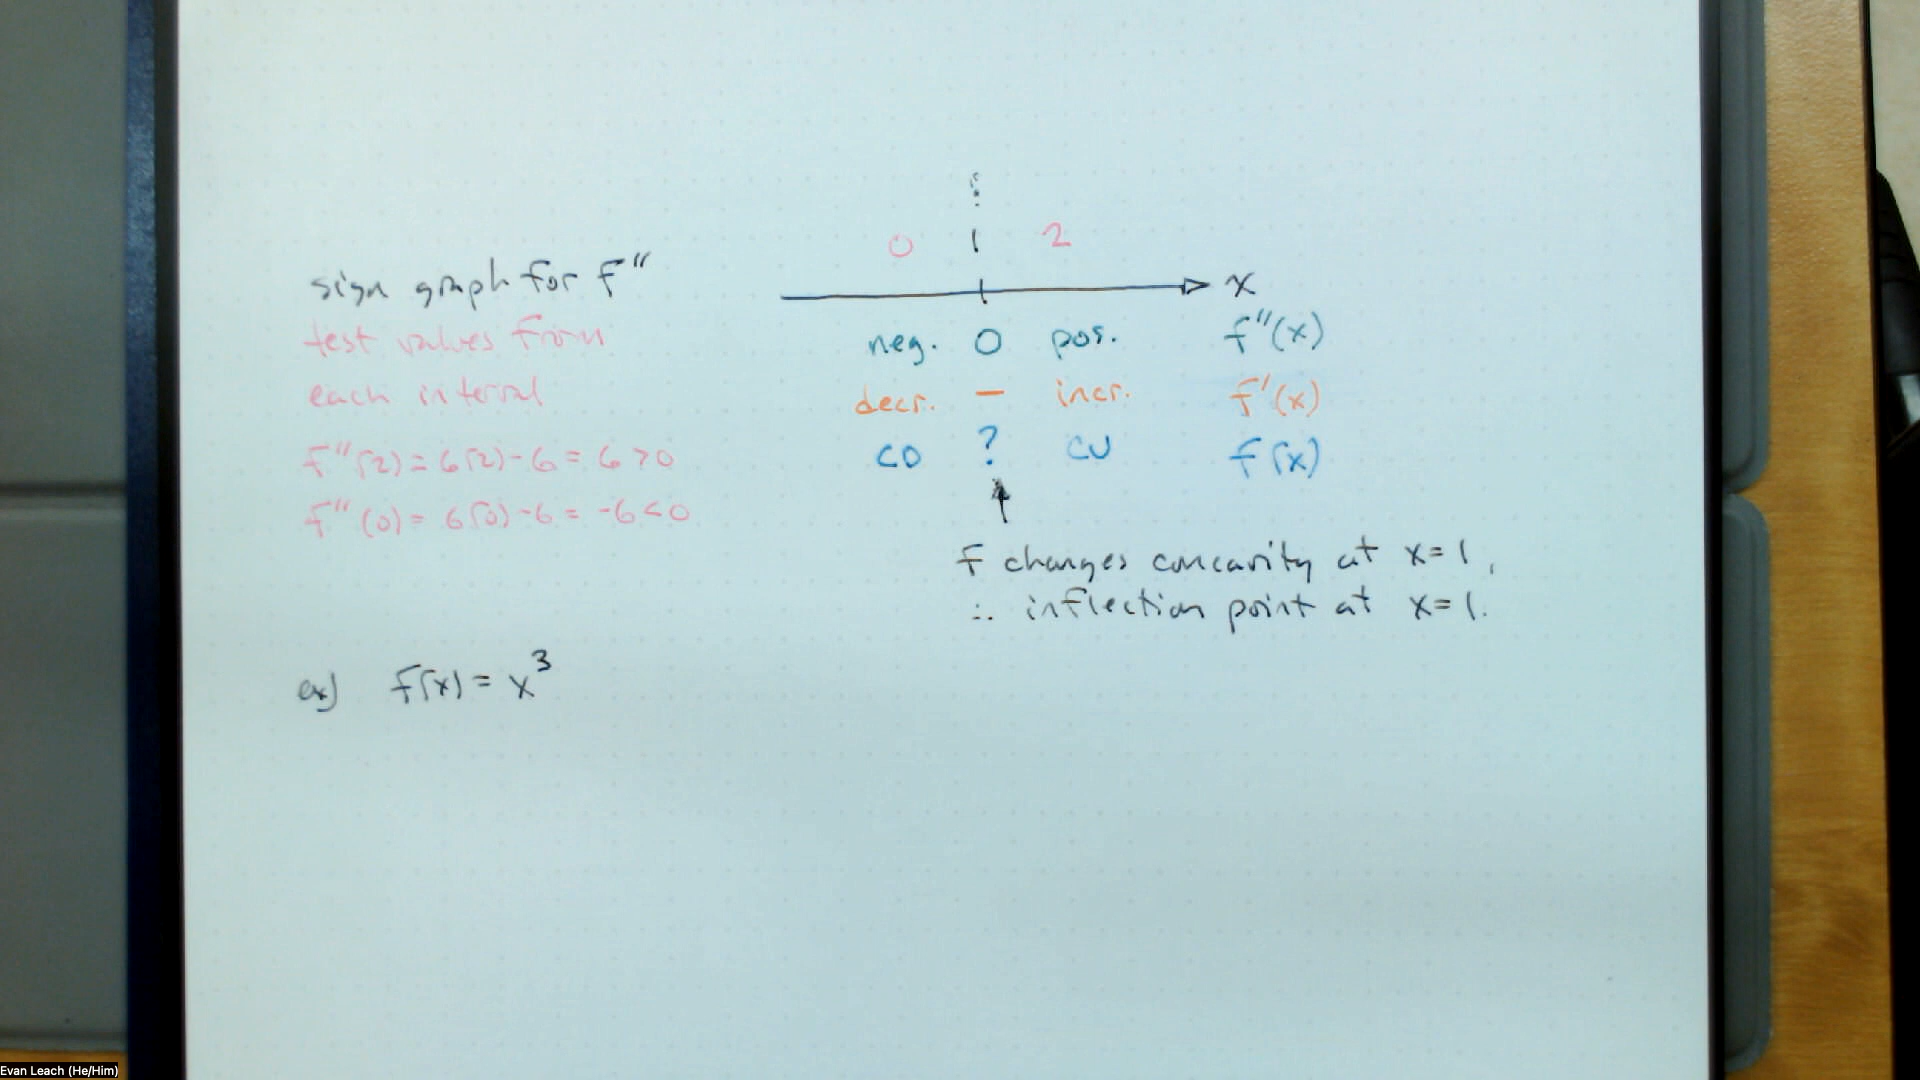 0 1 2
sign graph for f" x
test values from neg. 0 pos. f"(x)
each interval decr. – incr. f'(x)
f"(2) = 6(2)-6 = 6 > 0 CD ? CU f(x)
f"(0) = 6(0)-6 = -6 < 0
f changes concavity at x=1,
∴ inflection point at x=1.
ex) f(x) = x³
Evan Leach (He/Him)